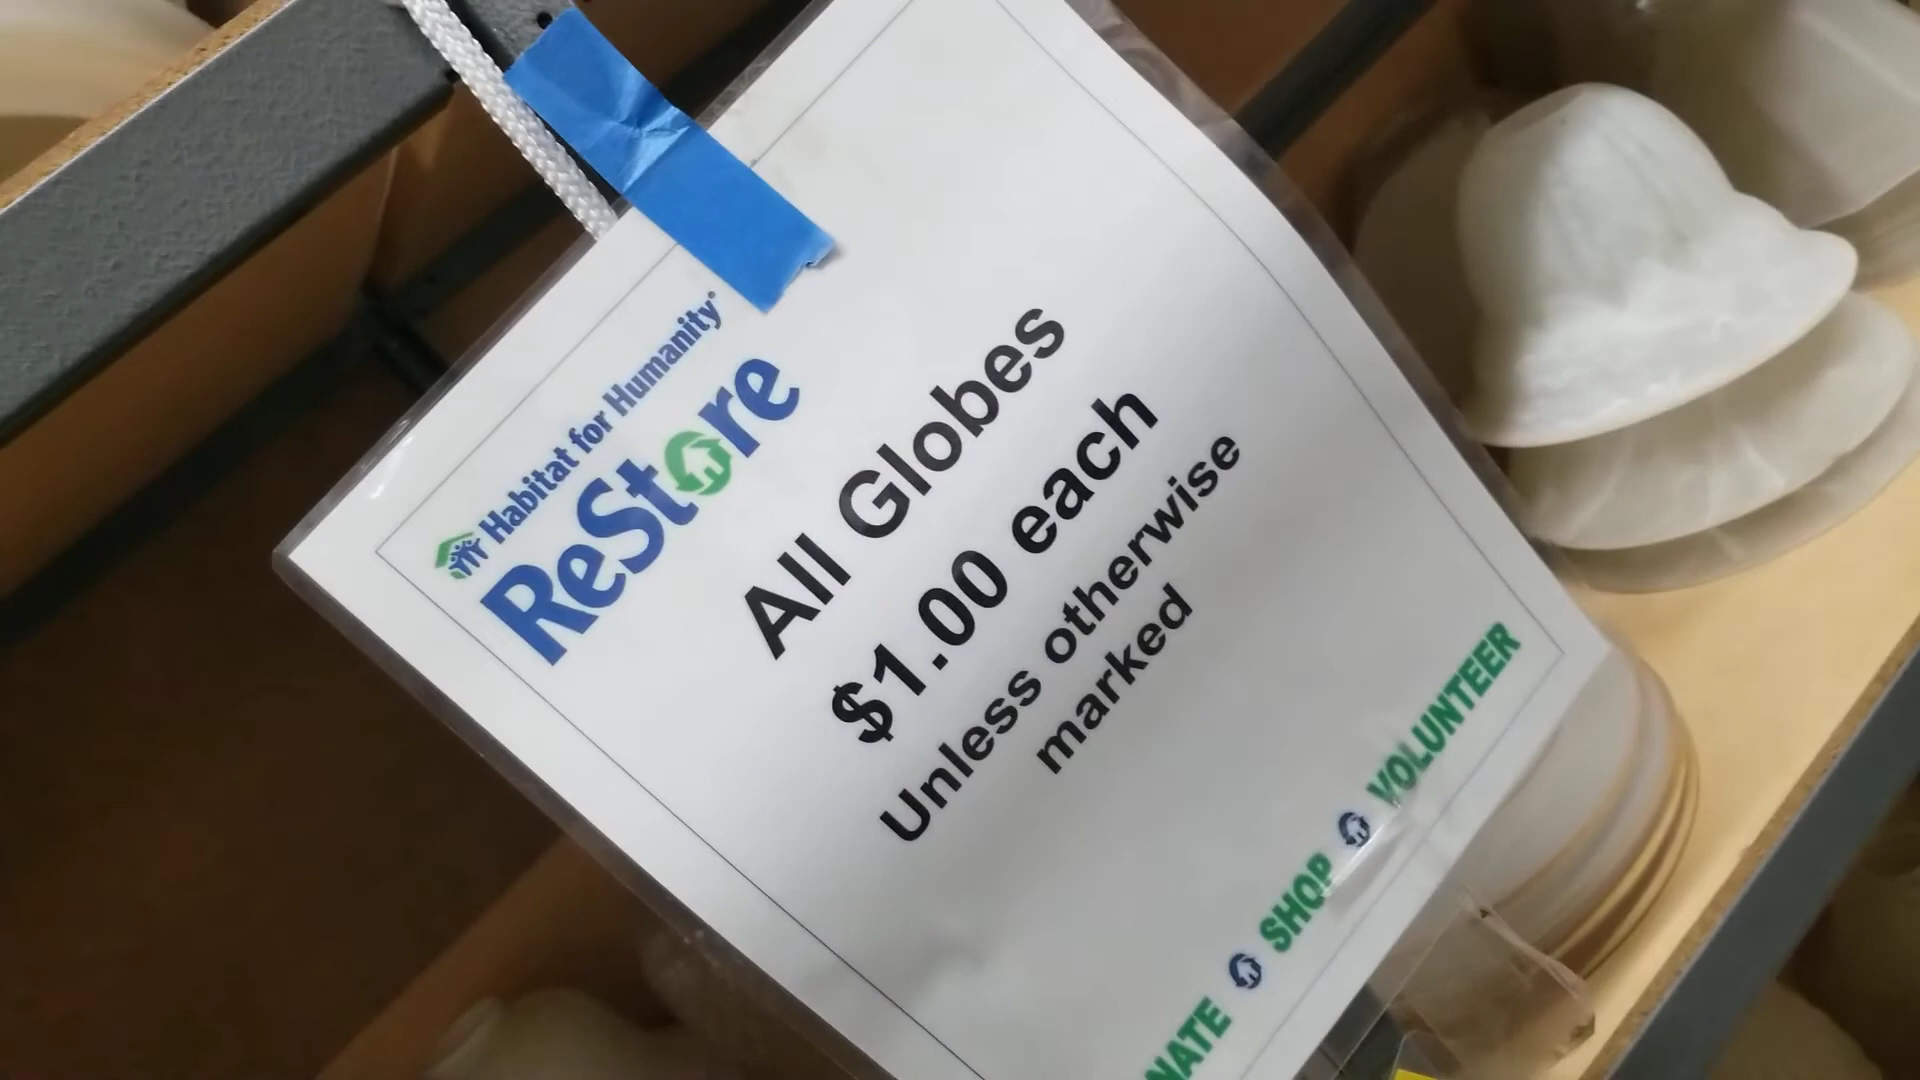 Habitat for Humanity®
ReStore
All Globes
$1.00 each
Unless otherwise
marked
NATE SHOP VOLUNTEER